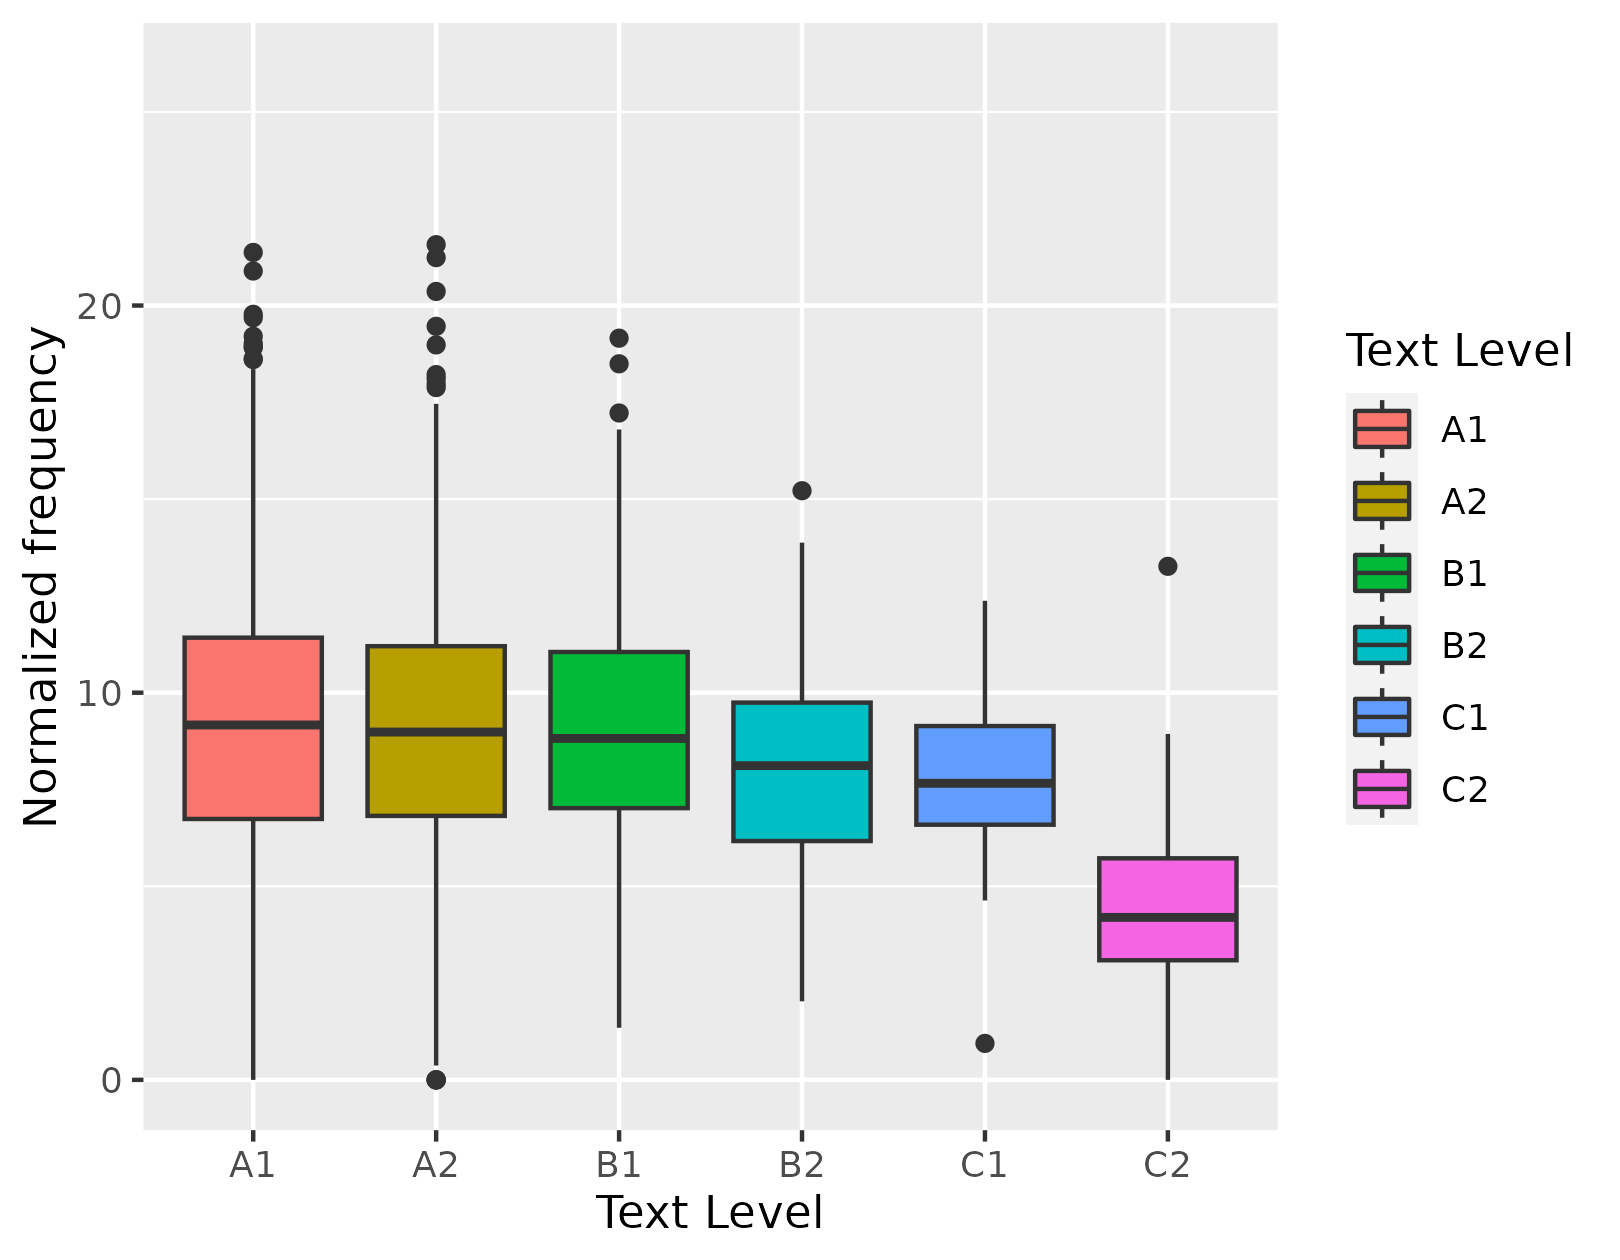 Normalized frequency
20
10
0
A1 A2 B1 B2 C1 C2
Text Level
Text Level
A1
A2
B1
B2
C1
C2